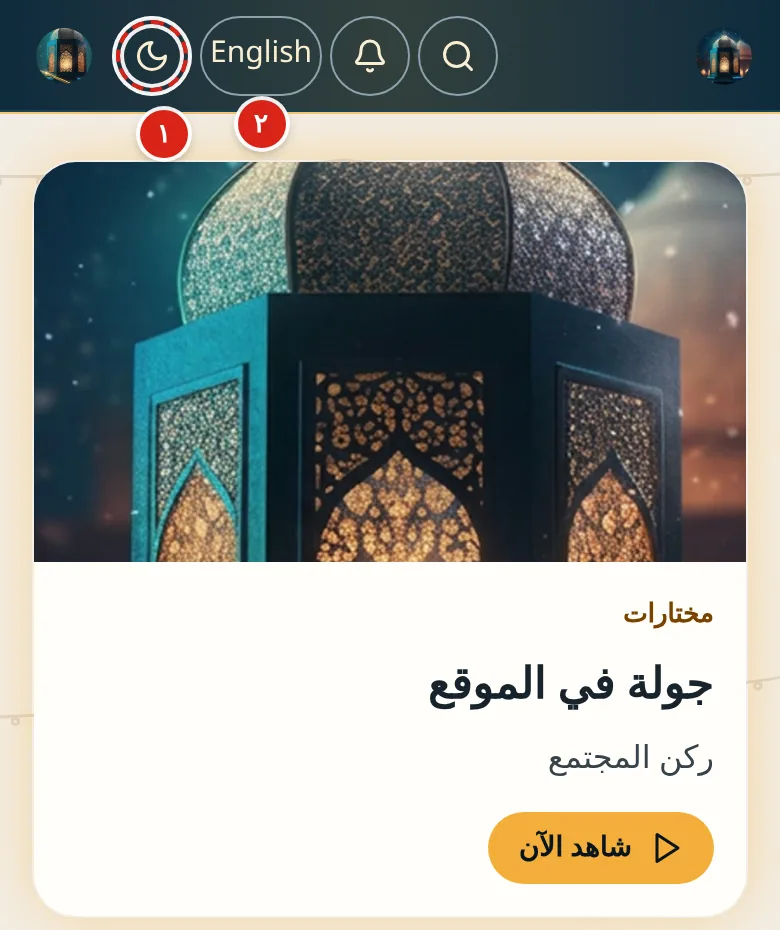 English
١
٢
مختارات
جولة في الموقع
ركن المجتمع
شاهد الآن